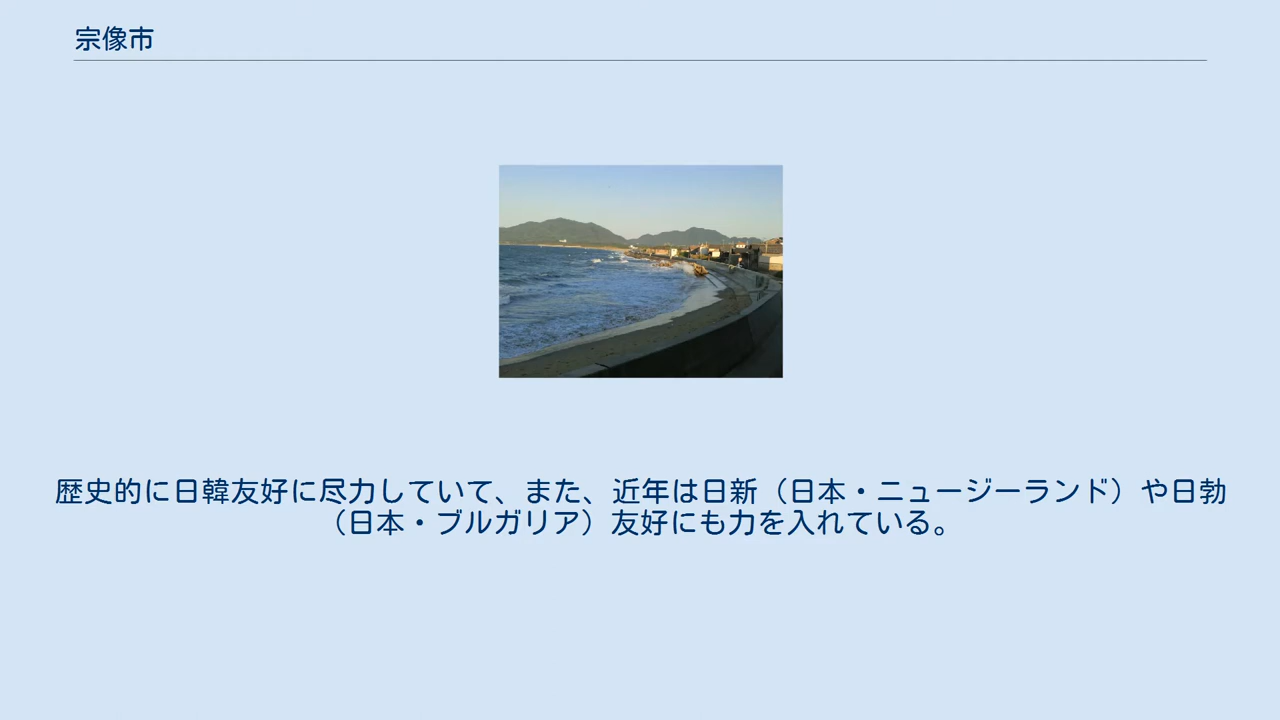 宗像市
歴史的に日韓友好に尽力していて、また、近年は日新（日本・ニュージーランド）や日勃
（日本・ブルガリア）友好にも力を入れている。